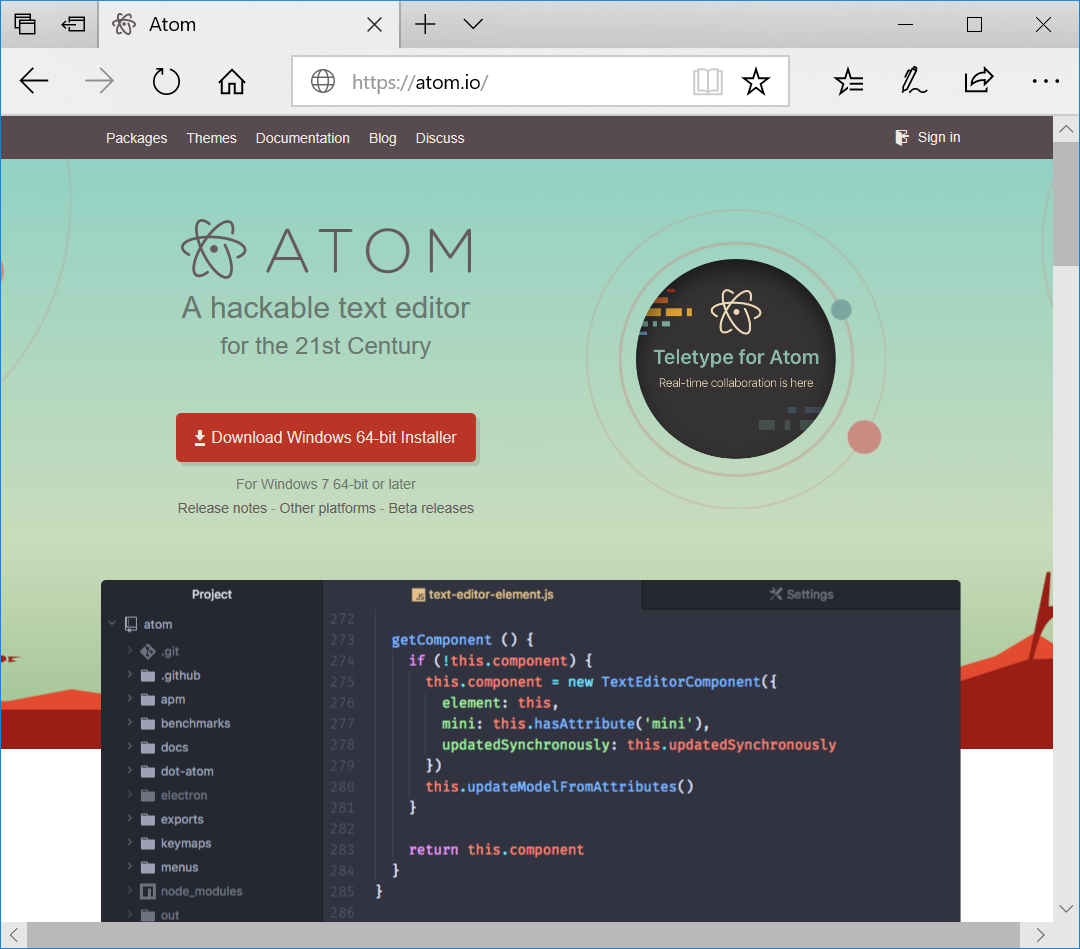 Atom
https://atom.io/
Packages Themes Documentation Blog Discuss Sign in
ATOM
A hackable text editor
for the 21st Century
Download Windows 64-bit Installer
For Windows 7 64-bit or later
Release notes - Other platforms - Beta releases
Teletype for Atom
Real-time collaboration is here
Project
atom
.git
.github
apm
benchmarks
docs
dot-atom
electron
exports
keymaps
menus
node_modules
out
JS text-editor-element.js
Settings
272
273 getComponent () {
274 if (!this.component) {
275 this.component = new TextEditorComponent({
276 element: this,
277 mini: this.hasAttribute('mini'),
278 updatedSynchronously: this.updatedSynchronously
279 })
280 this.updateModelFromAttributes()
281 }
282
283 return this.component
284 }
285 }
286